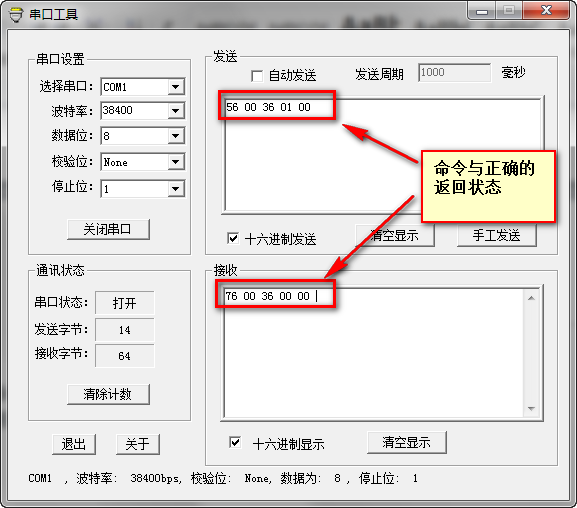 串口工具
串口设置
选择串口: COM1
波特率: 38400
数据位: 8
校验位: None
停止位: 1
关闭串口
发送
自动发送 发送周期 1000 毫秒
56 00 36 01 00
命令与正确的
返回状态
十六进制发送 清空显示 手工发送
通讯状态
串口状态: 打开
发送字节: 14
接收字节: 64
清除计数
接收
76 00 36 00 00
十六进制显示 清空显示
退出 关于
COM1 , 波特率: 38400bps, 校验位: None, 数据为: 8 , 停止位: 1